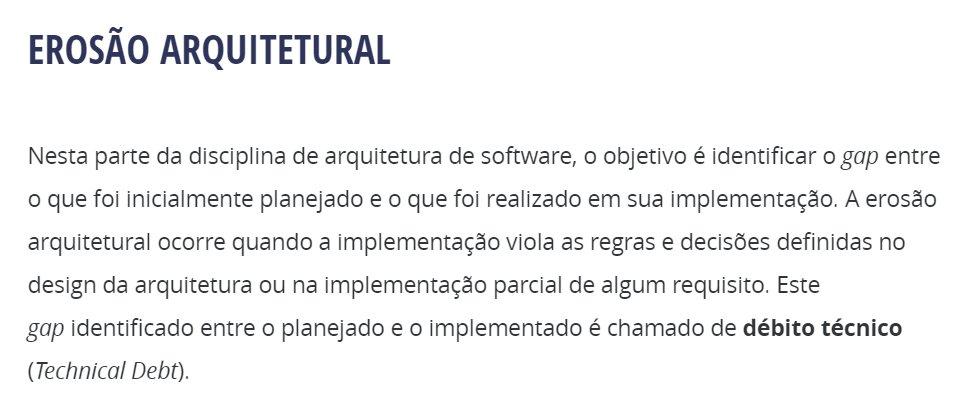 EROSÃO ARQUITETURAL
Nesta parte da disciplina de arquitetura de software, o objetivo é identificar o gap entre
o que foi inicialmente planejado e o que foi realizado em sua implementação. A erosão
arquitetural ocorre quando a implementação viola as regras e decisões definidas no
design da arquitetura ou na implementação parcial de algum requisito. Este
gap identificado entre o planejado e o implementado é chamado de débito técnico
(Technical Debt).